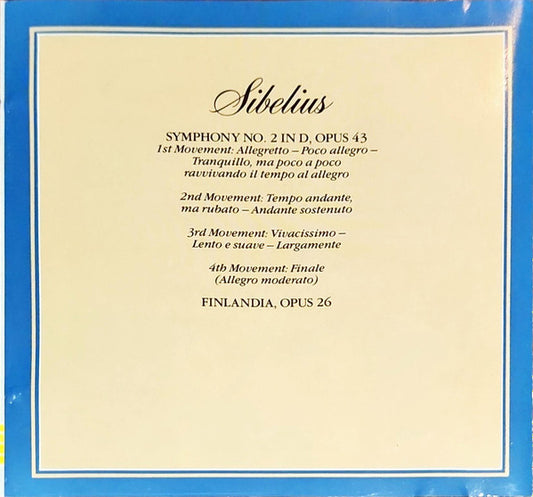 Sibelius
SYMPHONY NO. 2 IN D, OPUS 43
1st Movement: Allegretto – Poco allegro –
Tranquillo, ma poco a poco
ravvivando il tempo al allegro
2nd Movement: Tempo andante,
ma rubato – Andante sostenuto
3rd Movement: Vivacissimo –
Lento e suave – Largamente
4th Movement: Finale
(Allegro moderato)
FINLANDIA, OPUS 26